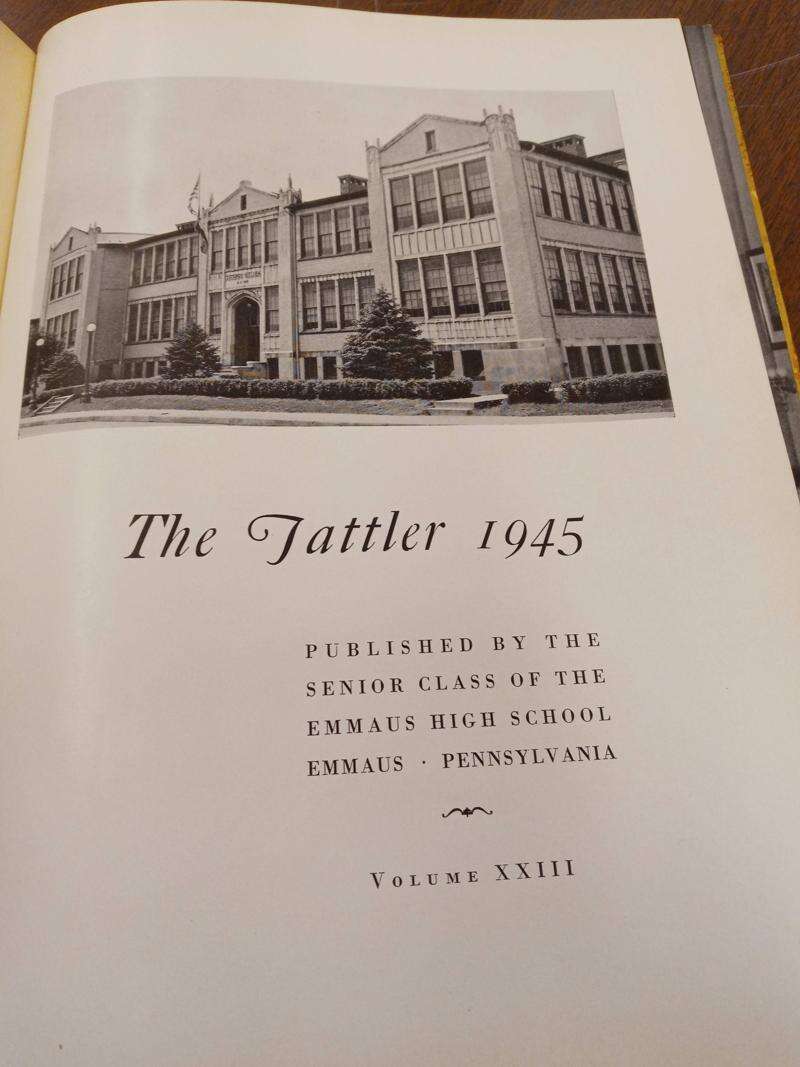 The Tattler 1945
PUBLISHED BY THE
SENIOR CLASS OF THE
EMMAUS HIGH SCHOOL
EMMAUS · PENNSYLVANIA
VOLUME XXIII